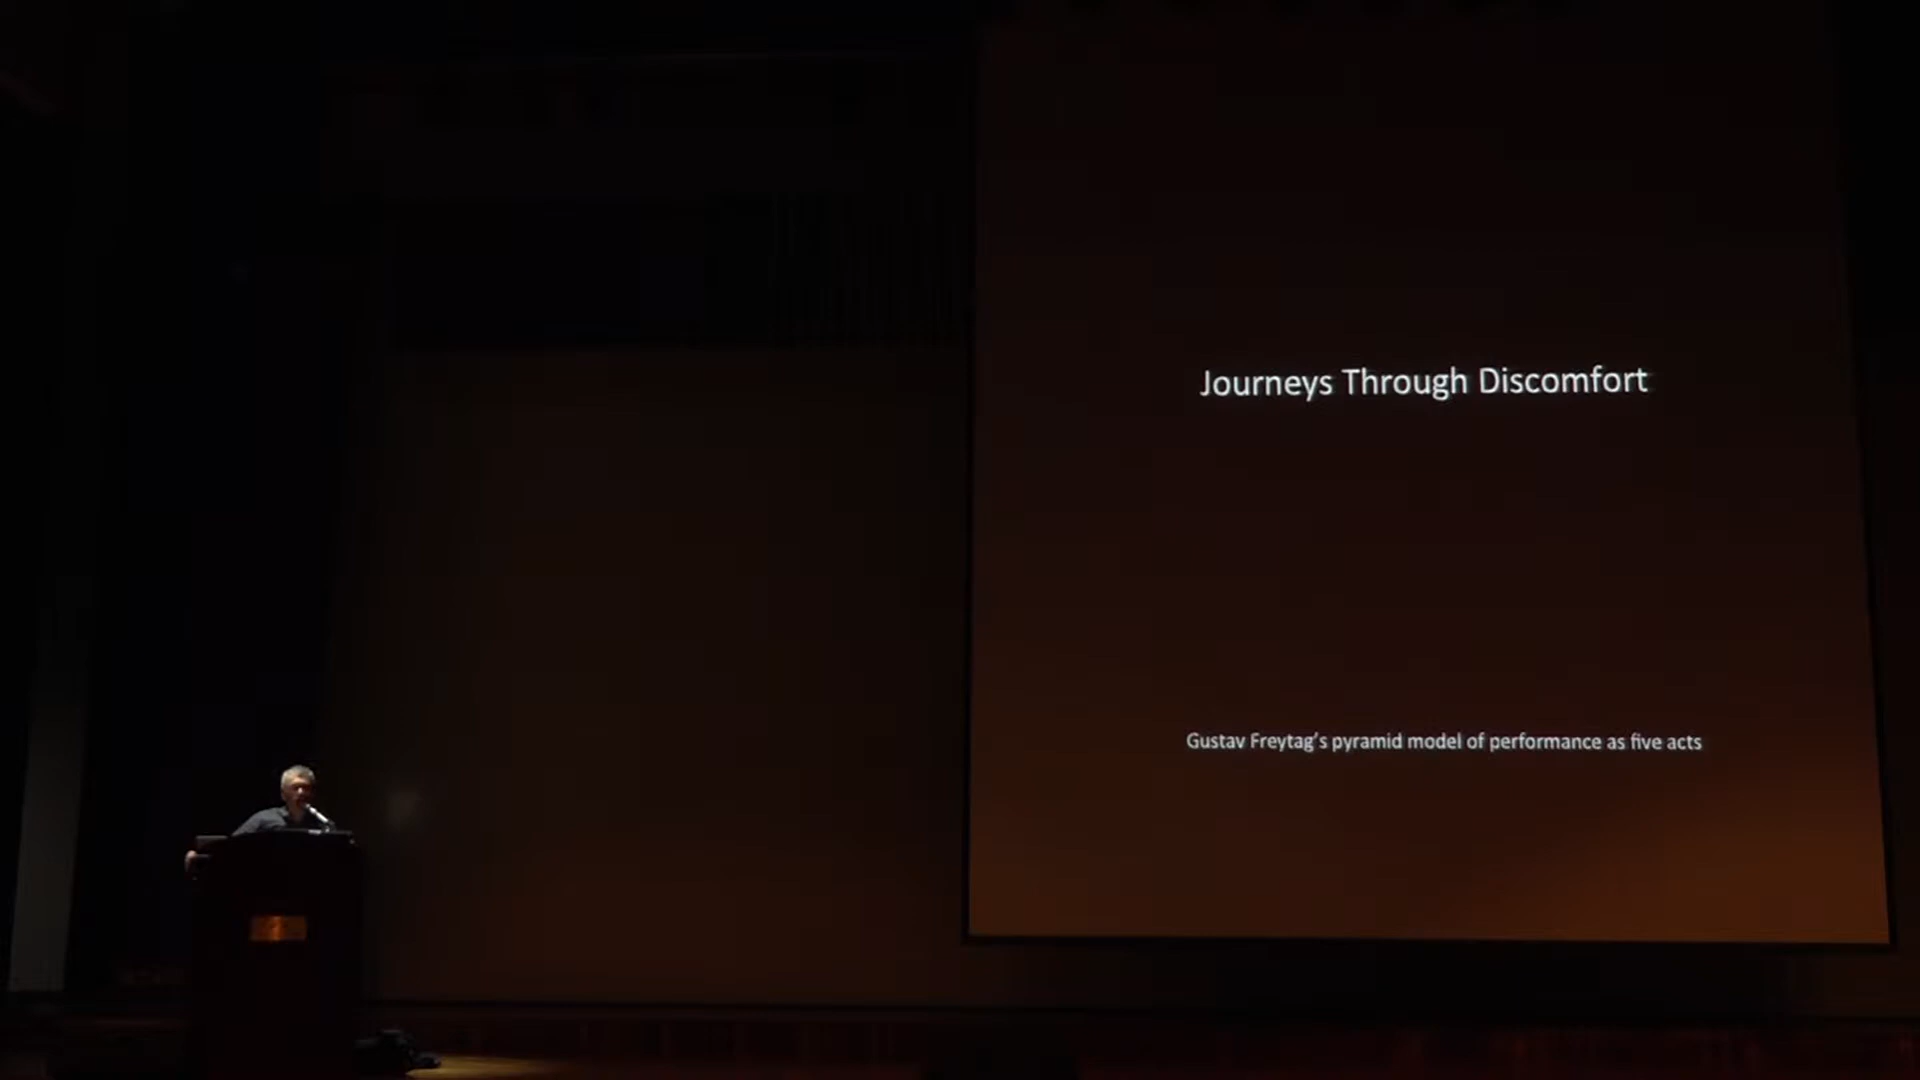 Journeys Through Discomfort
Gustav Freytag's pyramid model of performance as five acts